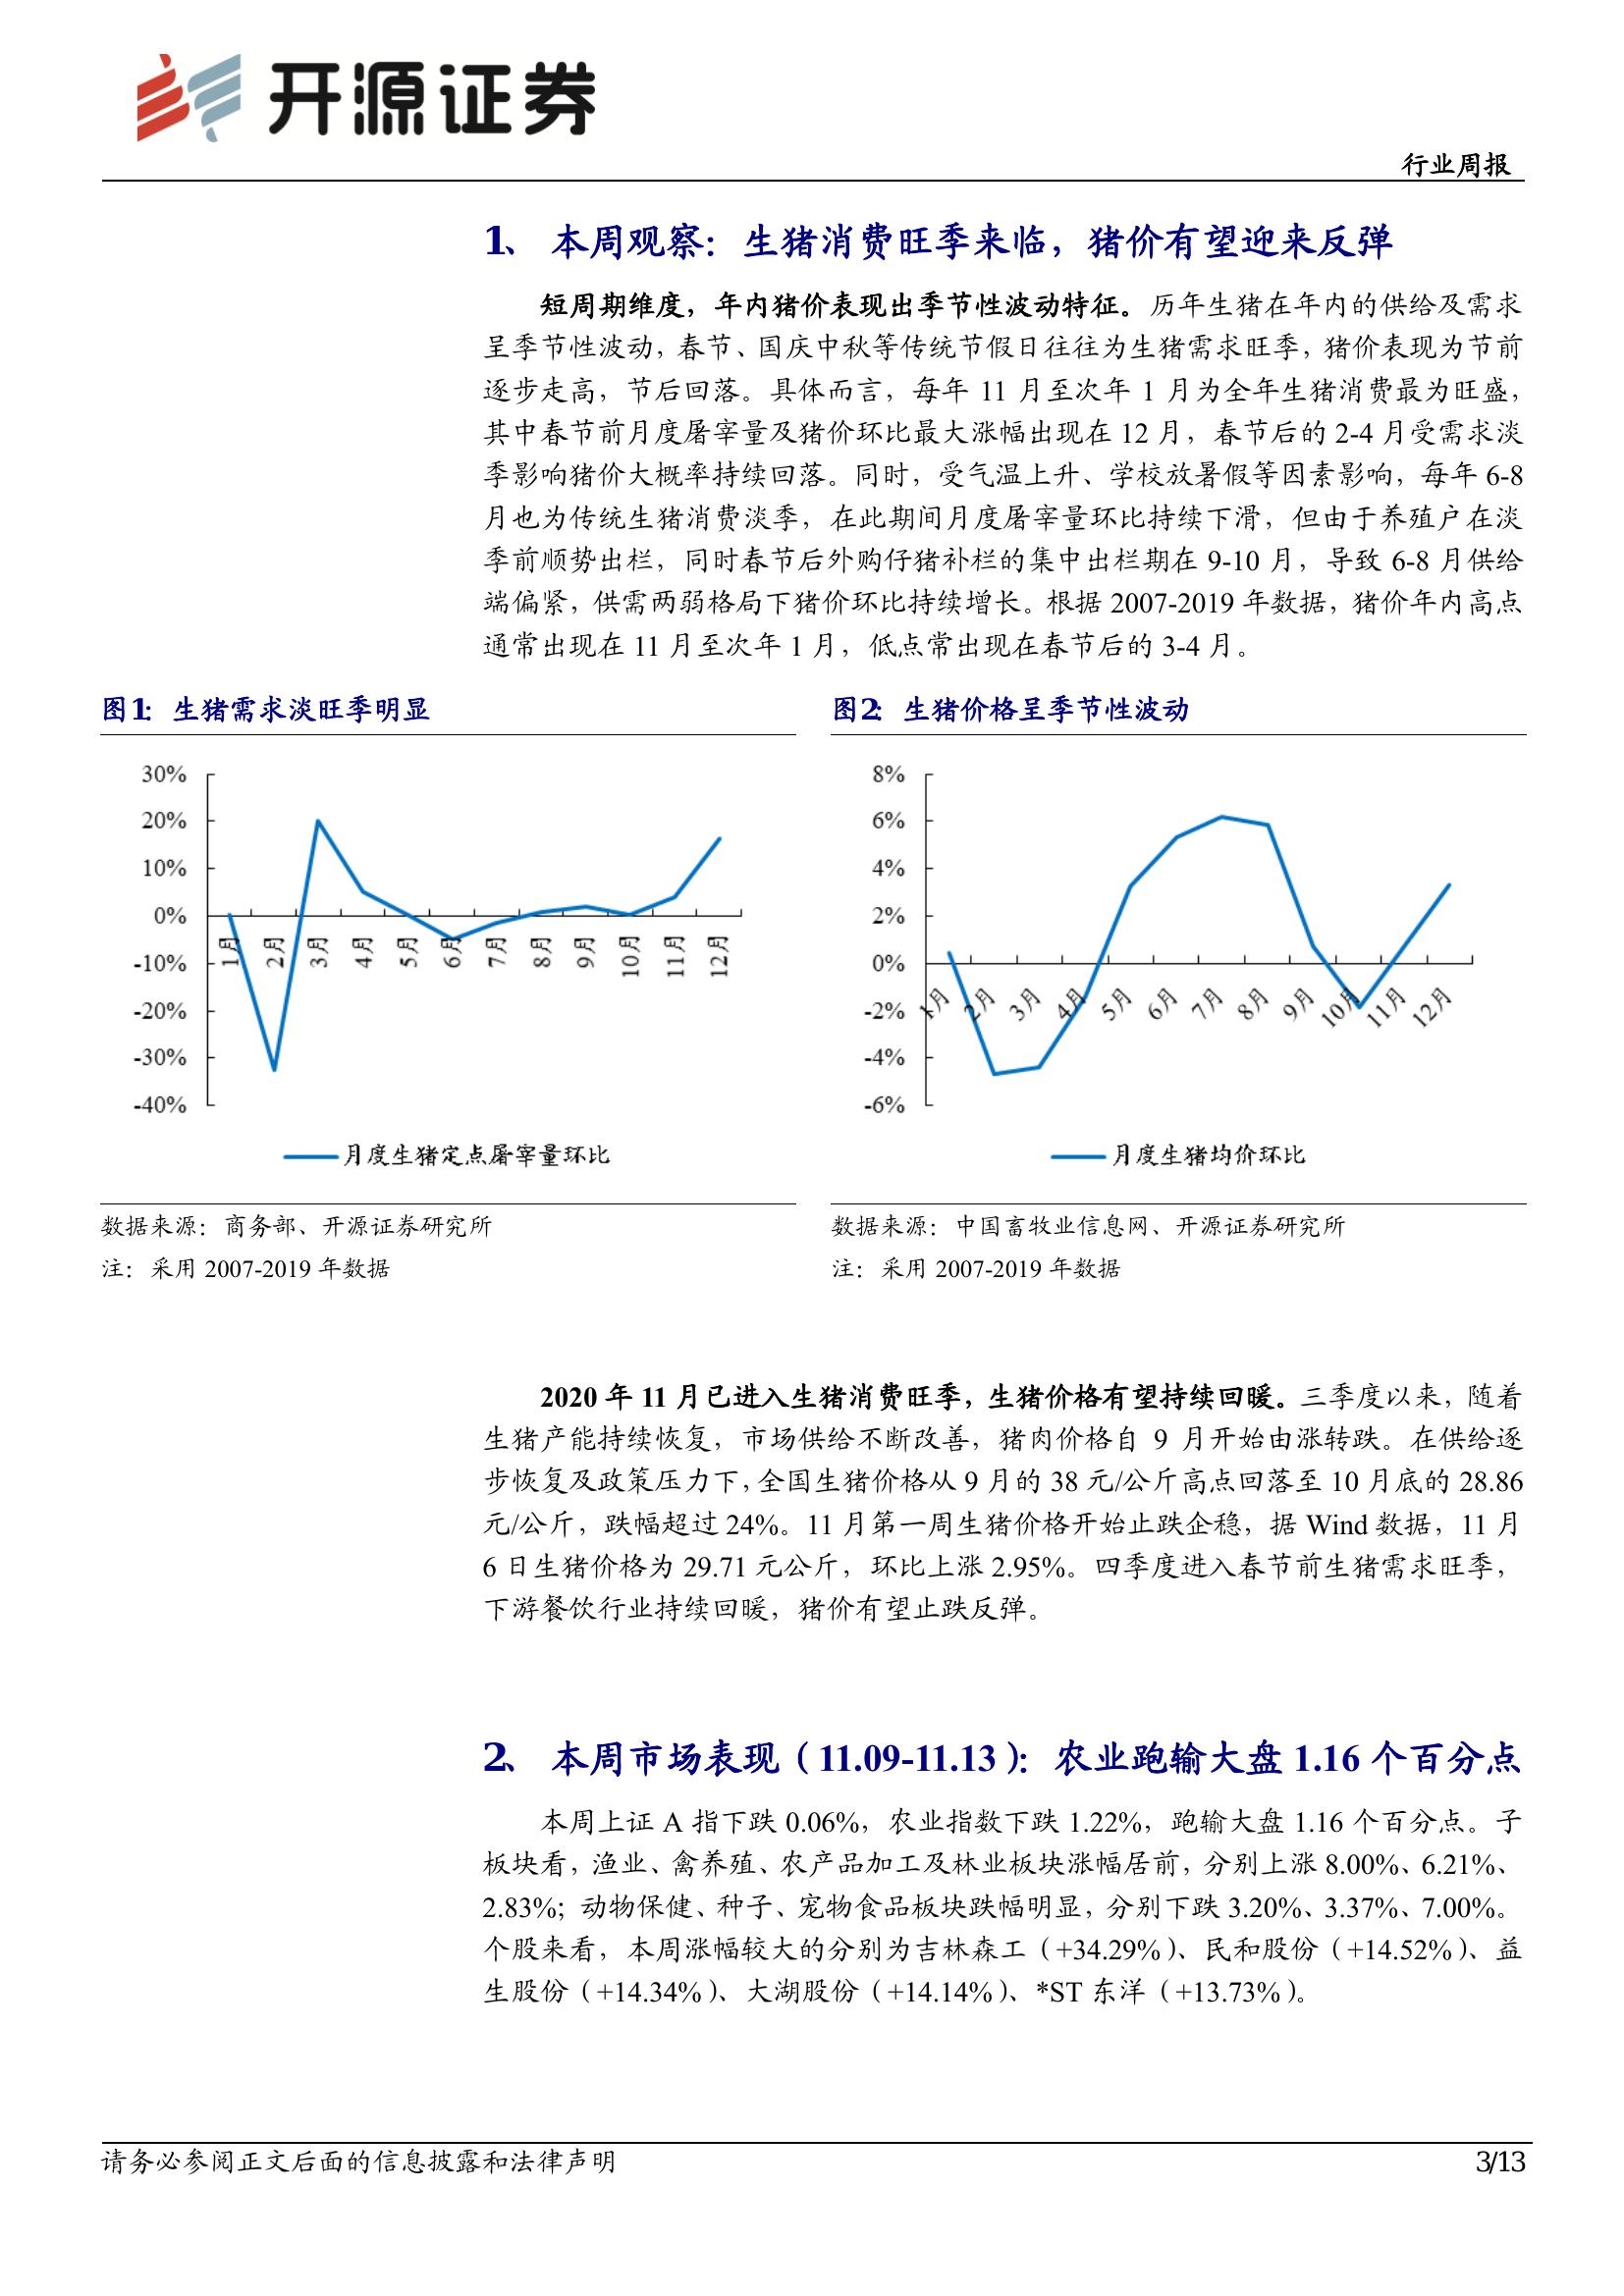 开源证券
行业周报
1、 本周观察：生猪消费旺季来临，猪价有望迎来反弹
短周期维度，年内猪价表现出季节性波动特征。历年生猪在年内的供给及需求
呈季节性波动，春节、国庆中秋等传统节假日往往为生猪需求旺季，猪价表现为节前
逐步走高，节后回落。具体而言，每年 11 月至次年 1 月为全年生猪消费最为旺盛，
其中春节前月度屠宰量及猪价环比最大涨幅出现在 12 月，春节后的 2-4 月受需求淡
季影响猪价大概率持续回落。同时，受气温上升、学校放暑假等因素影响，每年 6-8
月也为传统生猪消费淡季，在此期间月度屠宰量环比持续下滑，但由于养殖户在淡
季前顺势出栏，同时春节后外购仔猪补栏的集中出栏期在 9-10 月，导致 6-8 月供给
端偏紧，供需两弱格局下猪价环比持续增长。根据 2007-2019 年数据，猪价年内高点
通常出现在 11 月至次年 1 月，低点常出现在春节后的 3-4 月。
图1： 生猪需求淡旺季明显
30%
20%
10%
0%
-10%
-20%
-30%
-40%
1月 2月 3月 4月 5月 6月 7月 8月 9月 10月 11月 12月
月度生猪定点屠宰量环比
数据来源：商务部、开源证券研究所
注：采用 2007-2019 年数据
图2： 生猪价格呈季节性波动
8%
6%
4%
2%
0%
-2%
-4%
-6%
1月 2月 3月 4月 5月 6月 7月 8月 9月 10月 11月 12月
月度生猪均价环比
数据来源：中国畜牧业信息网、开源证券研究所
注：采用 2007-2019 年数据
2020 年 11 月已进入生猪消费旺季，生猪价格有望持续回暖。三季度以来，随着
生猪产能持续恢复，市场供给不断改善，猪肉价格自 9 月开始由涨转跌。在供给逐
步恢复及政策压力下，全国生猪价格从 9 月的 38 元/公斤高点回落至 10 月底的 28.86
元/公斤，跌幅超过 24%。11 月第一周生猪价格开始止跌企稳，据 Wind 数据，11 月
6 日生猪价格为 29.71 元公斤，环比上涨 2.95%。四季度进入春节前生猪需求旺季，
下游餐饮行业持续回暖，猪价有望止跌反弹。
2、 本周市场表现（11.09-11.13）：农业跑输大盘 1.16 个百分点
本周上证 A 指下跌 0.06%，农业指数下跌 1.22%，跑输大盘 1.16 个百分点。子
板块看，渔业、禽养殖、农产品加工及林业板块涨幅居前，分别上涨 8.00%、6.21%、
2.83%；动物保健、种子、宠物食品板块跌幅明显，分别下跌 3.20%、3.37%、7.00%。
个股来看，本周涨幅较大的分别为吉林森工（+34.29%）、民和股份（+14.52%）、益
生股份（+14.34%）、大湖股份（+14.14%）、*ST 东洋（+13.73%）。
请务必参阅正文后面的信息披露和法律声明
3/13